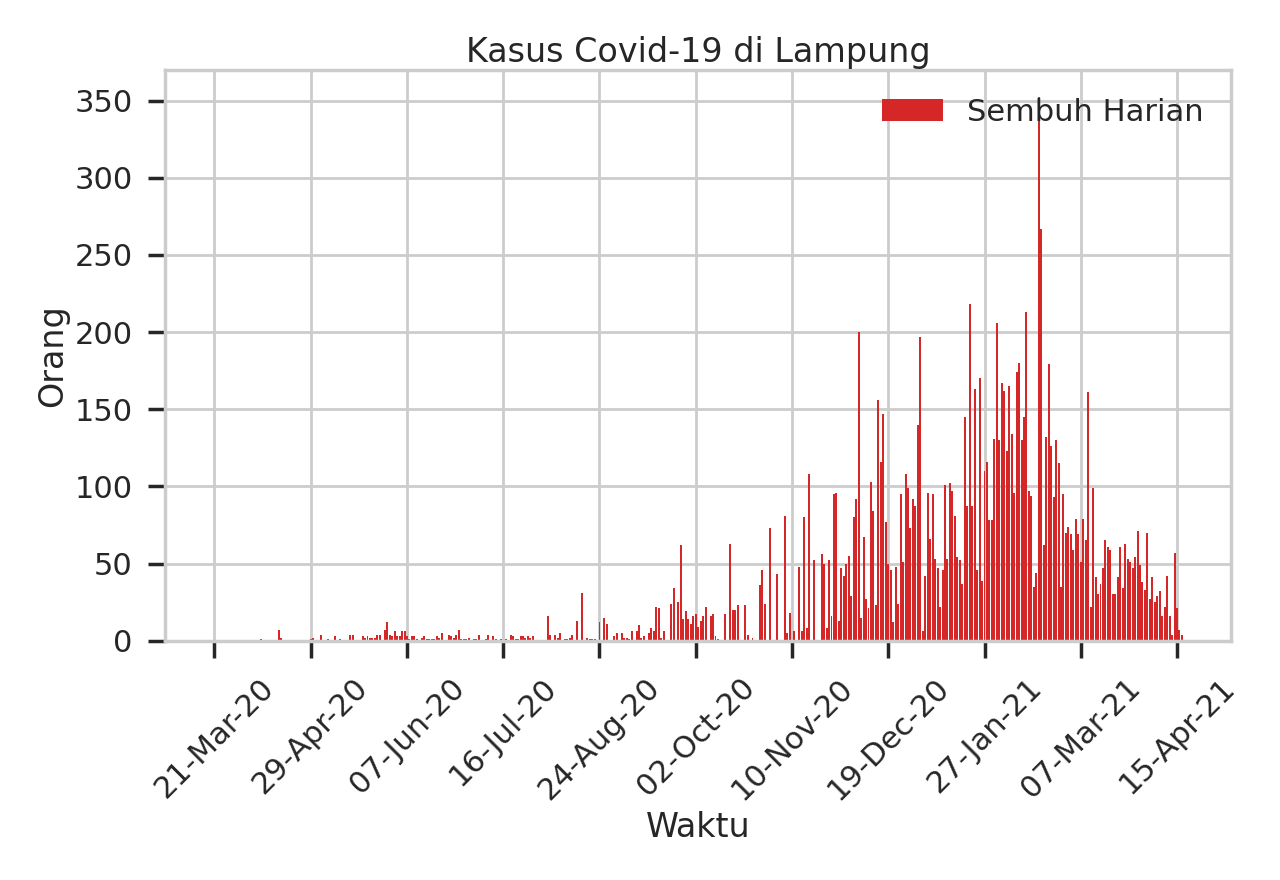 Kasus Covid-19 di Lampung
Sembuh Harian
Orang
350
300
250
200
150
100
50
0
21-Mar-20
29-Apr-20
07-Jun-20
16-Jul-20
24-Aug-20
02-Oct-20
10-Nov-20
19-Dec-20
27-Jan-21
07-Mar-21
15-Apr-21
Waktu